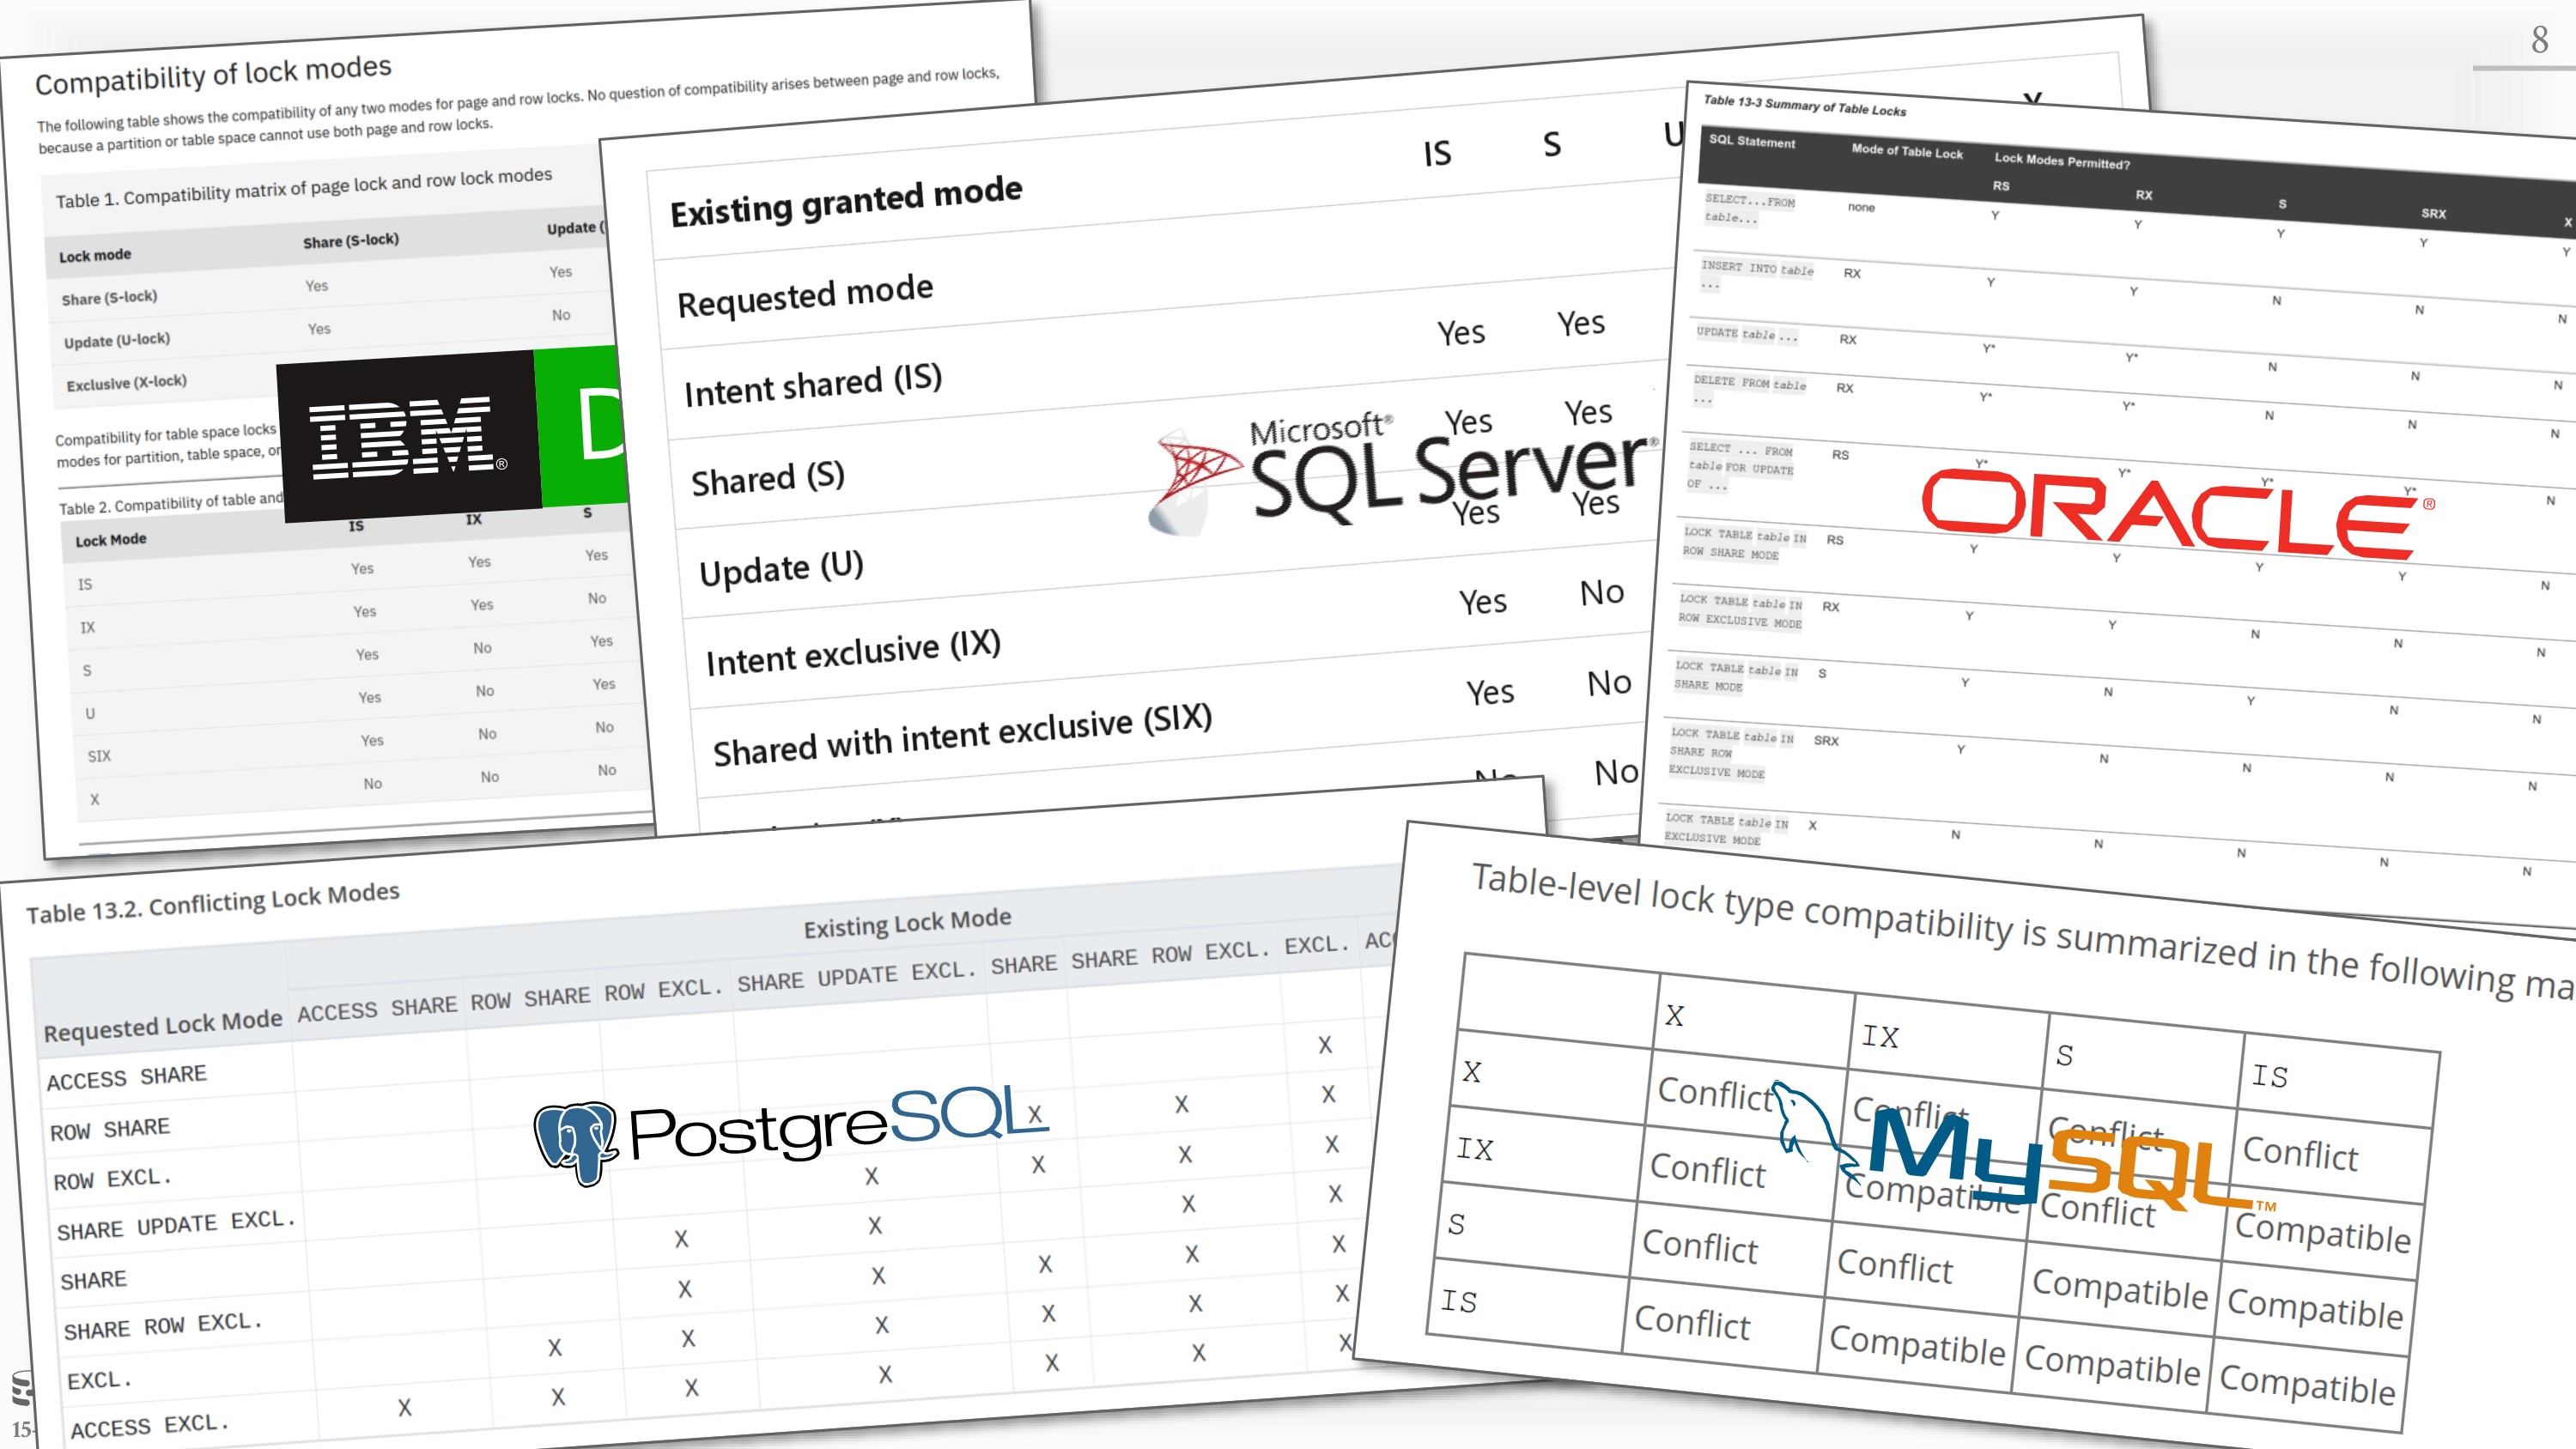 8
Compatibility of lock modes
The following table shows the compatibility of any two modes for page and row locks. No question of compatibility arises between page and row locks,
because a partition or table space cannot use both page and row locks.
Table 1. Compatibility matrix of page lock and row lock modes
Lock mode Share (S-lock) Update (
Share (S-lock) Yes Yes
Update (U-lock) Yes No
Exclusive (X-lock)
IBM®
Compatibility for table space locks
modes for partition, table space, or
Table 2. Compatibility of table and
Lock Mode IS IX S
IS Yes Yes Yes
IX Yes Yes No
S Yes No Yes
U Yes No Yes
SIX Yes No No
X No No No
Existing granted mode IS S U
Requested mode
Intent shared (IS) Yes Yes
Shared (S) Yes Yes
Microsoft®
SQL Server®
Update (U) Yes Yes
Intent exclusive (IX) Yes No
Shared with intent exclusive (SIX) Yes No
No No
Table 13-3 Summary of Table Locks
SQL Statement Mode of Table Lock Lock Modes Permitted?
RS RX S SRX X
SELECT...FROM table... none Y Y Y Y Y
INSERT INTO table ... RX Y Y N N N
UPDATE table ... RX Y* Y* N N N
DELETE FROM table ... RX Y* Y* N N N
SELECT ... FROM table FOR UPDATE OF ... RS Y* Y* Y* Y* N
ORACLE®
LOCK TABLE table IN ROW SHARE MODE RS Y Y Y Y N
LOCK TABLE table IN ROW EXCLUSIVE MODE RX Y Y N N N
LOCK TABLE table IN SHARE MODE S Y N Y N N
LOCK TABLE table IN SHARE ROW EXCLUSIVE MODE SRX Y N N N N
LOCK TABLE table IN EXCLUSIVE MODE X N N N N N
Table 13.2. Conflicting Lock Modes
Existing Lock Mode
Requested Lock Mode ACCESS SHARE ROW SHARE ROW EXCL. SHARE UPDATE EXCL. SHARE SHARE ROW EXCL. EXCL. ACC
ACCESS SHARE
ROW SHARE X
ROW EXCL. X X X
SHARE UPDATE EXCL. X X X X
SHARE X X X X
SHARE ROW EXCL. X X X X X
EXCL. X X X X X X
ACCESS EXCL. X X X X X X X
PostgreSQL
Table-level lock type compatibility is summarized in the following ma
X IX S IS
X Conflict Conflict Conflict Conflict
IX Conflict Compatible Conflict Compatible
S Conflict Conflict Compatible Compatible
IS Conflict Compatible Compatible Compatible
MySQL™
15-